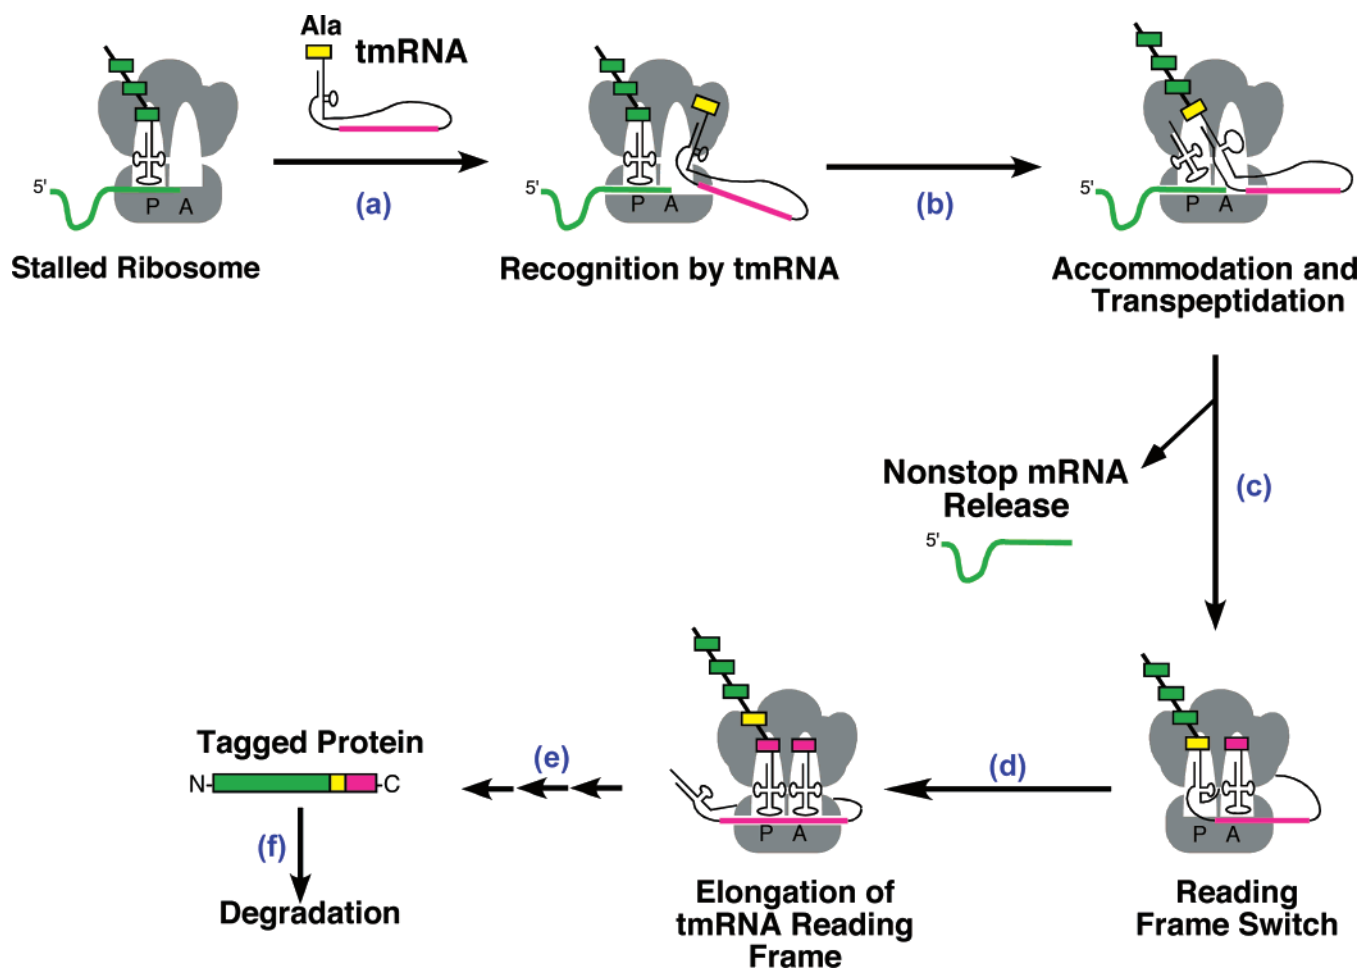 Ala
tmRNA
5'
P A
(a)
Stalled Ribosome
5'
P A
Recognition by tmRNA
(b)
5'
P A
Accommodation and
Transpeptidation
Nonstop mRNA
Release
5'
(c)
P A
Reading
Frame Switch
(d)
P A
Elongation of
tmRNA Reading
Frame
(e)
Tagged Protein
N- -C
(f)
Degradation